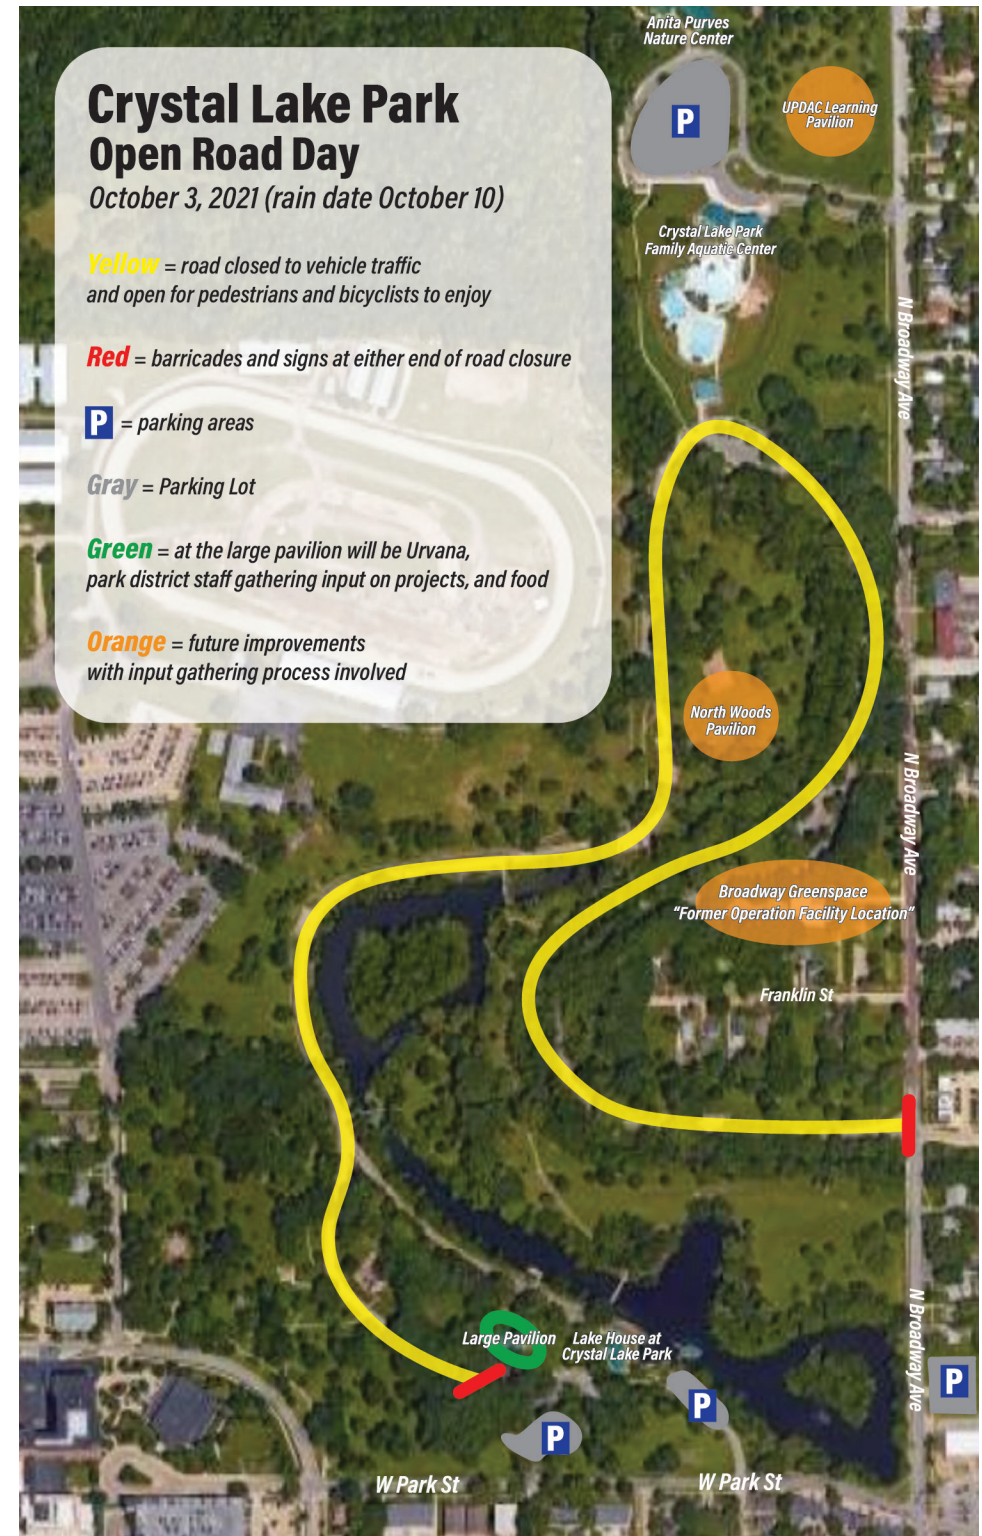 Anita Purves
Nature Center
Crystal Lake Park
Open Road Day
October 3, 2021 (rain date October 10)
P
UPDAC Learning
Pavilion
Crystal Lake Park
Family Aquatic Center
Yellow = road closed to vehicle traffic
and open for pedestrians and bicyclists to enjoy
Red = barricades and signs at either end of road closure
P = parking areas
Gray = Parking Lot
Green = at the large pavilion will be Urvana,
park district staff gathering input on projects, and food
Orange = future improvements
with input gathering process involved
N Broadway Ave
North Woods
Pavilion
N Broadway Ave
Broadway Greenspace
“Former Operation Facility Location”
Franklin St
N Broadway Ave
Large Pavilion
Lake House at
Crystal Lake Park
P
P
P
W Park St
W Park St